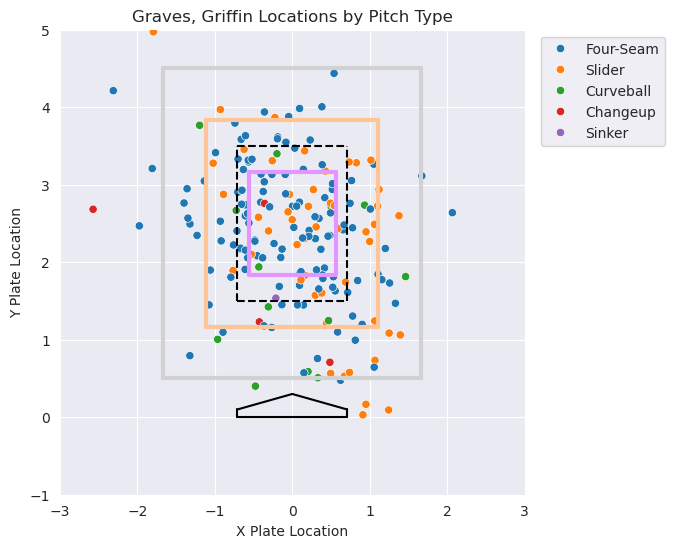 Graves, Griffin Locations by Pitch Type
5
4
3
2
1
0
−1
Y Plate Location
−3
−2
−1
0
1
2
3
X Plate Location
Four-Seam
Slider
Curveball
Changeup
Sinker